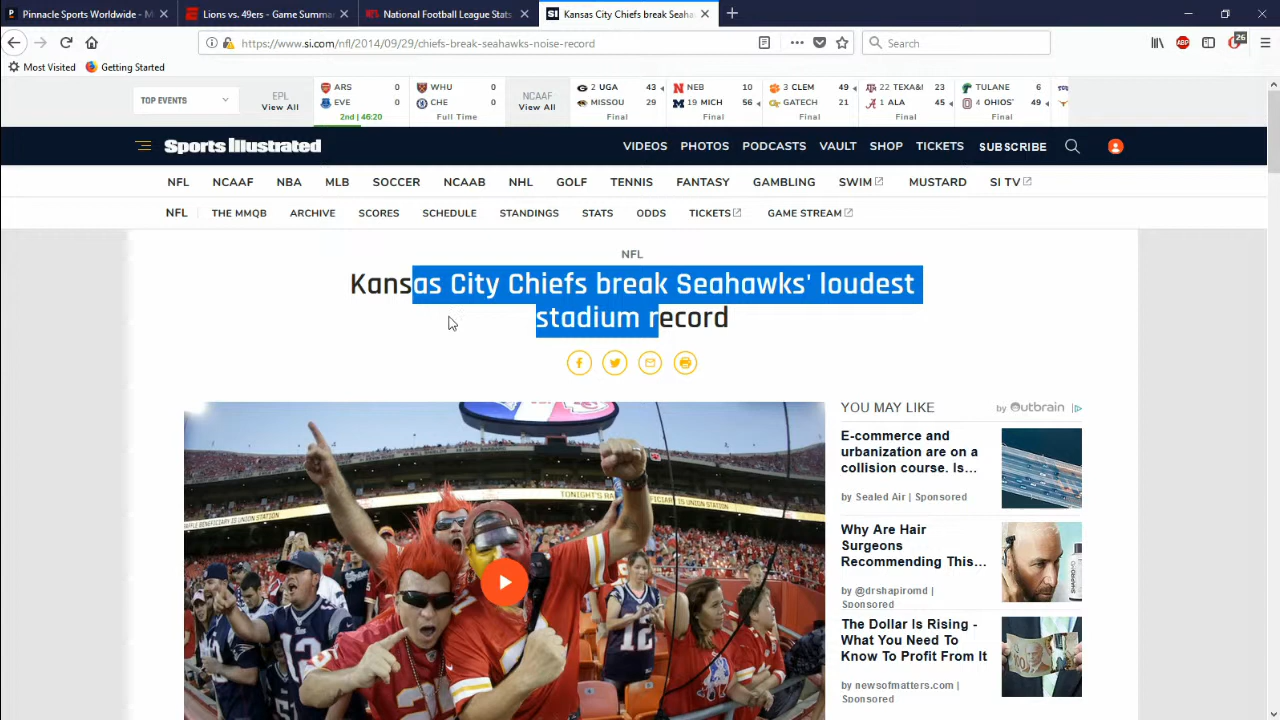 Pinnacle Sports Worldwide - M
Lions vs. 49ers - Game Summar
National Football League Stats
SI Kansas City Chiefs break Seaha
https://www.si.com/nfl/2014/09/29/chiefs-break-seahawks-noise-record
Search
26
Most Visited
Getting Started
TOP EVENTS
EPL
View All
ARS 0
EVE 0
2nd | 46:20
WHU 0
CHE 0
Full Time
NCAAF
View All
2 UGA 43
MISSOU 29
Final
NEB 10
19 MICH 56
Final
3 CLEM 49
GATECH 21
Final
22 TEXA&I 23
1 ALA 45
Final
TULANE 6
4 OHIOS' 49
Final
Sports Illustrated
VIDEOS PHOTOS PODCASTS VAULT SHOP TICKETS SUBSCRIBE
NFL NCAAF NBA MLB SOCCER NCAAB NHL GOLF TENNIS FANTASY GAMBLING SWIM MUSTARD SI TV
NFL THE MMQB ARCHIVE SCORES SCHEDULE STANDINGS STATS ODDS TICKETS GAME STREAM
NFL
Kansas City Chiefs break Seahawks' loudest
stadium record
YOU MAY LIKE
by Outbrain
E-commerce and
urbanization are on a
collision course. Is...
by Sealed Air | Sponsored
Why Are Hair
Surgeons
Recommending This...
by @drshapiromd |
Sponsored
The Dollar Is Rising -
What You Need To
Know To Profit From It
by newsofmatters.com |
Sponsored
12
12